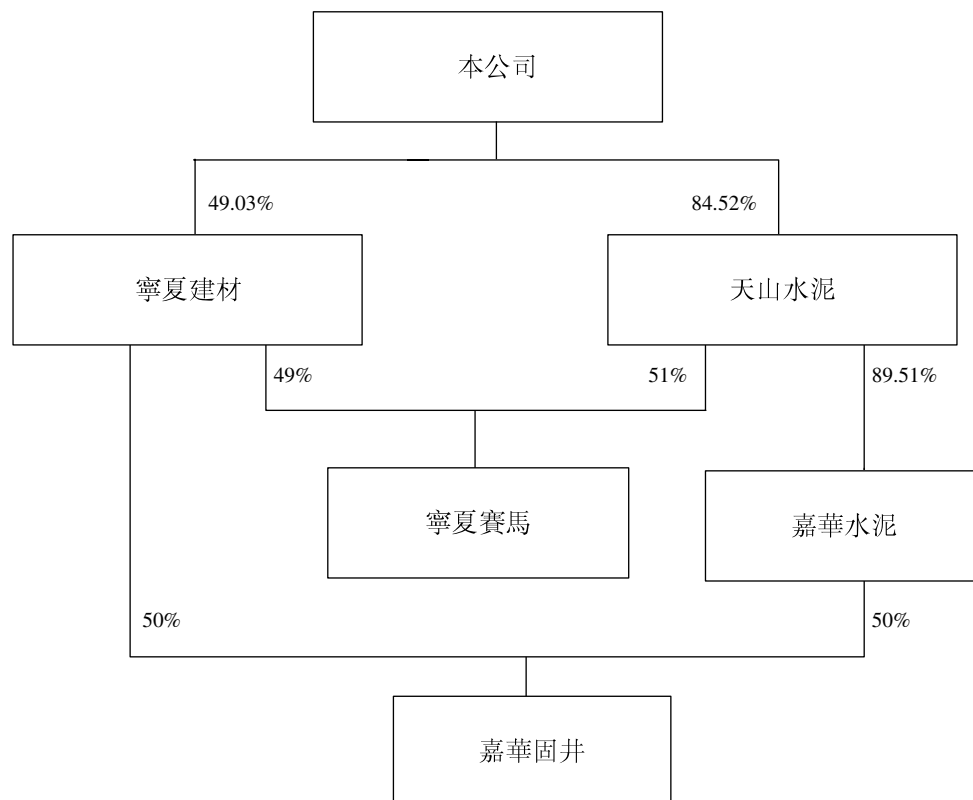 本公司
49.03%
84.52%
寧夏建材
天山水泥
49%
51%
89.51%
寧夏賽馬
嘉華水泥
50%
50%
嘉華固井